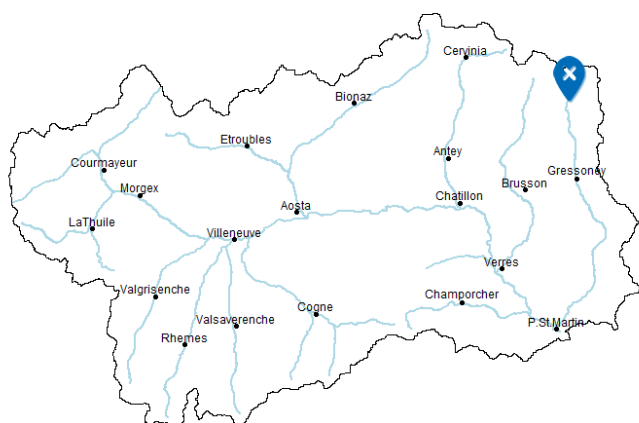 Cervinia
Bionaz
Etroubles
Antey
Courmayeur
Gressoney
Morgex
Brusson
Chatillon
Aosta
LaThuile
Villeneuve
Verres
Valgrisenche
Champorcher
Cogne
Valsaverenche
P.St.Martin
Rhemes